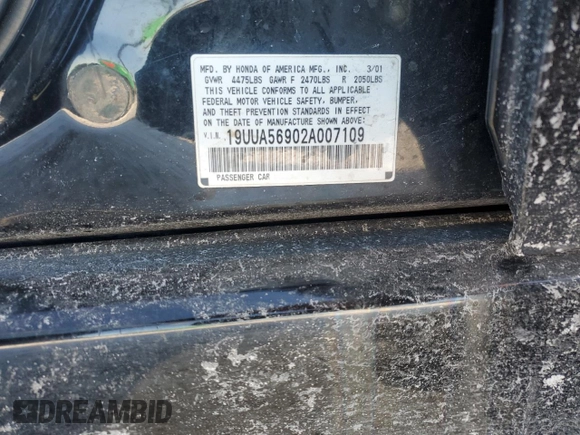 MFD. BY HONDA OF AMERICA MFG., INC. 3/01
GVWR 4475LBS GAWR F 2470LBS R 2050LBS
THIS VEHICLE CONFORMS TO ALL APPLICABLE
FEDERAL MOTOR VEHICLE SAFETY, BUMPER,
AND THEFT PREVENTION STANDARDS IN EFFECT
ON THE DATE OF MANUFACTURE SHOWN ABOVE:
V.I.N. 19UUA56902A007109
PASSENGER CAR
DREAMBID